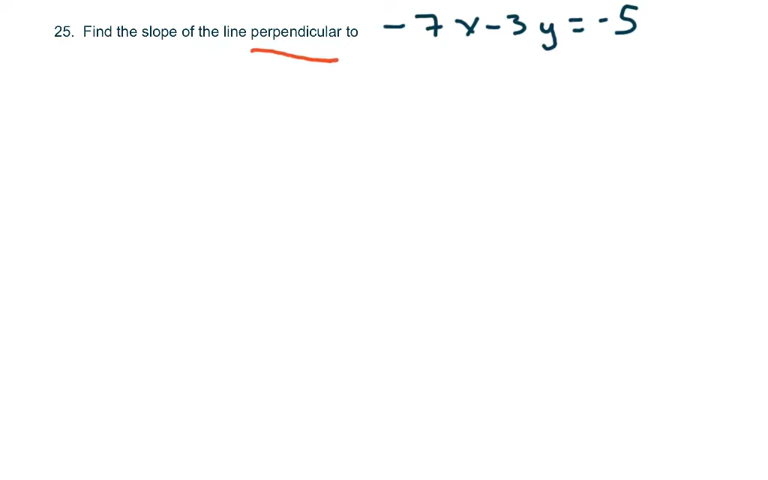 25. Find the slope of the line perpendicular to -7x-3y=-5